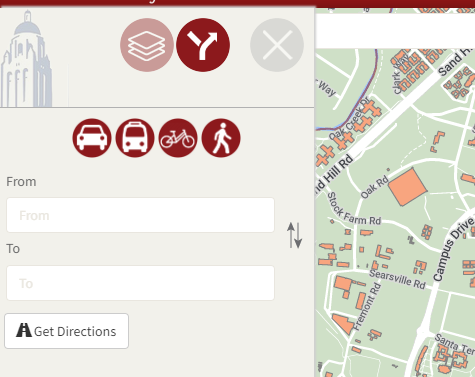 From
From
To
To
Get Directions
Way
Clark Way
Sand H
Oak Creek Dr
nd Hill Rd
Oak Rd
Stock Farm Rd
Campus Drive
Searsville Rd
Fremont Rd
Santa Ter